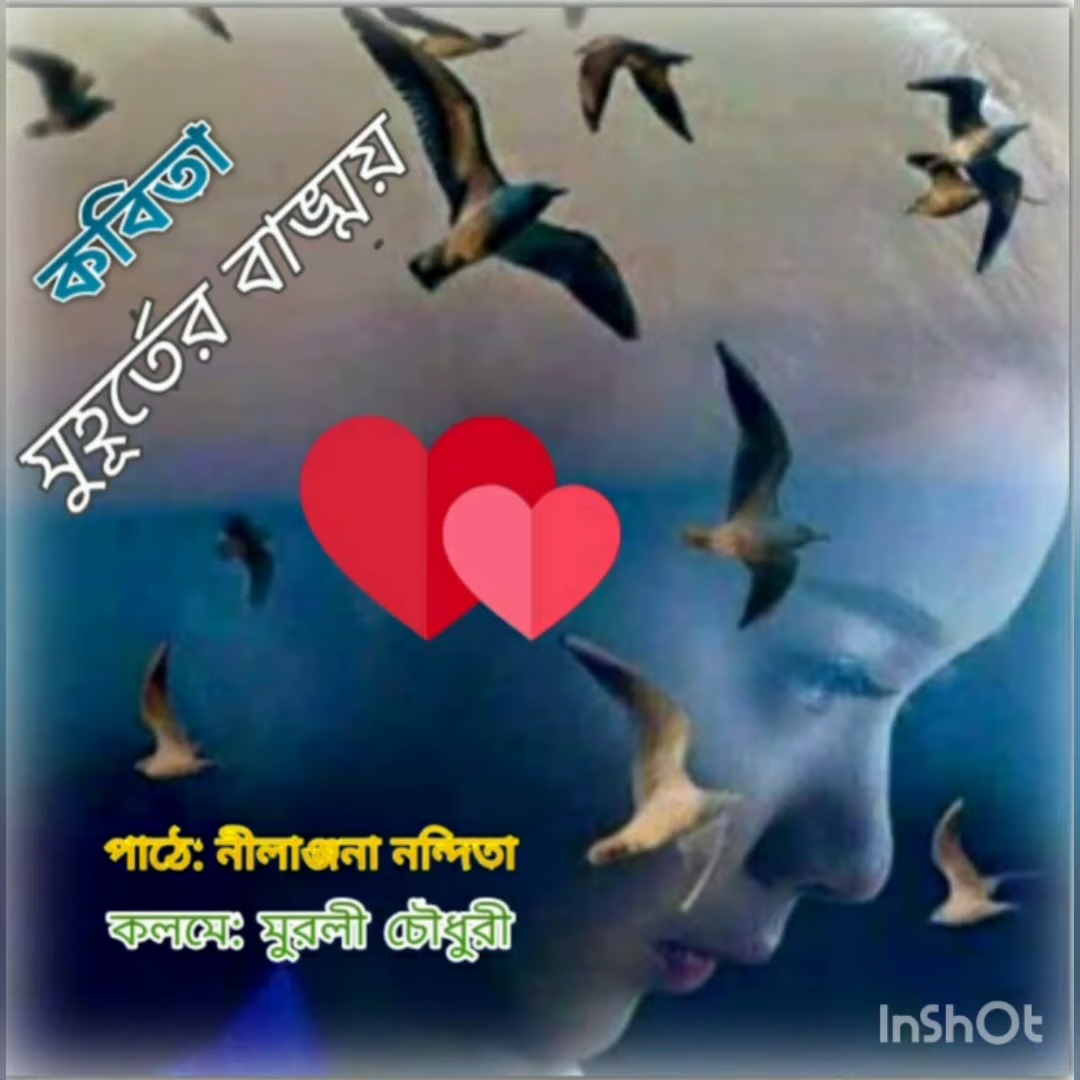 কবিতা
মুহূর্তের বাঙ্ময়
পাঠে: নীলাঞ্জনা নন্দিতা
কলমে: মুরলী চৌধুরী
InShOt